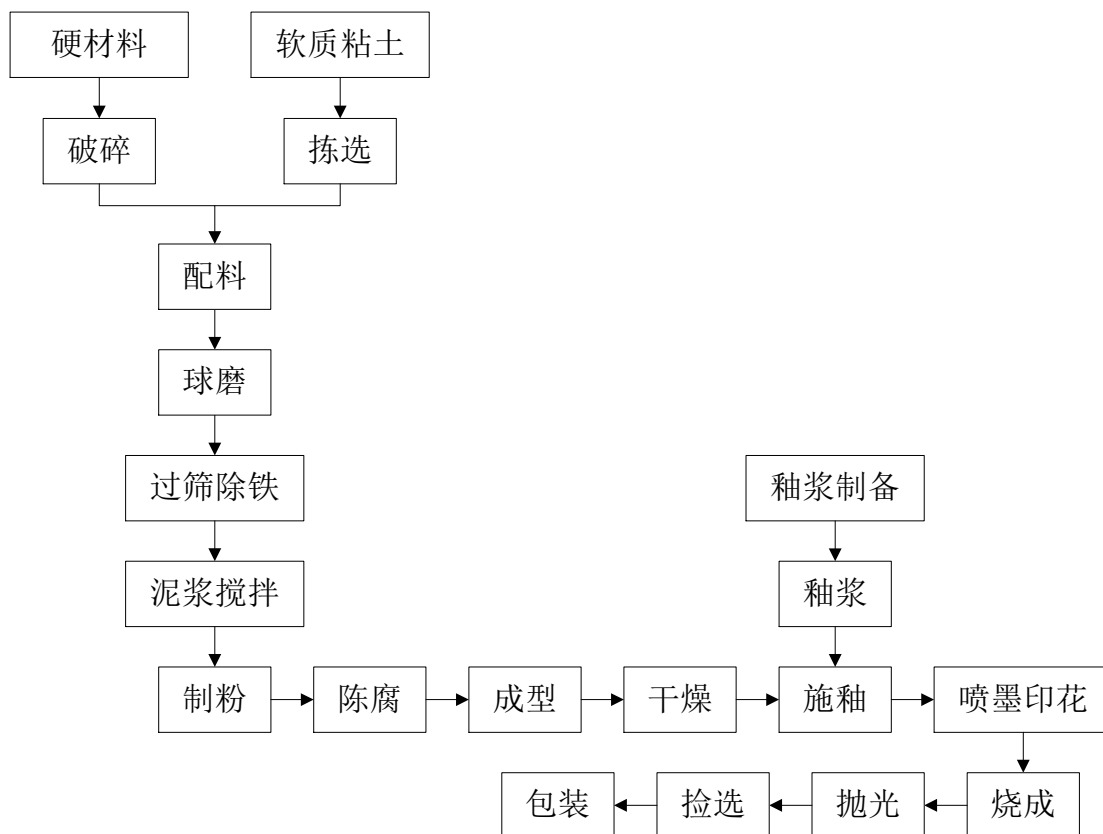 硬材料
软质粘土
破碎
拣选
配料
球磨
过筛除铁
釉浆制备
泥浆搅拌
釉浆
制粉
陈腐
成型
干燥
施釉
喷墨印花
包装
捡选
抛光
烧成